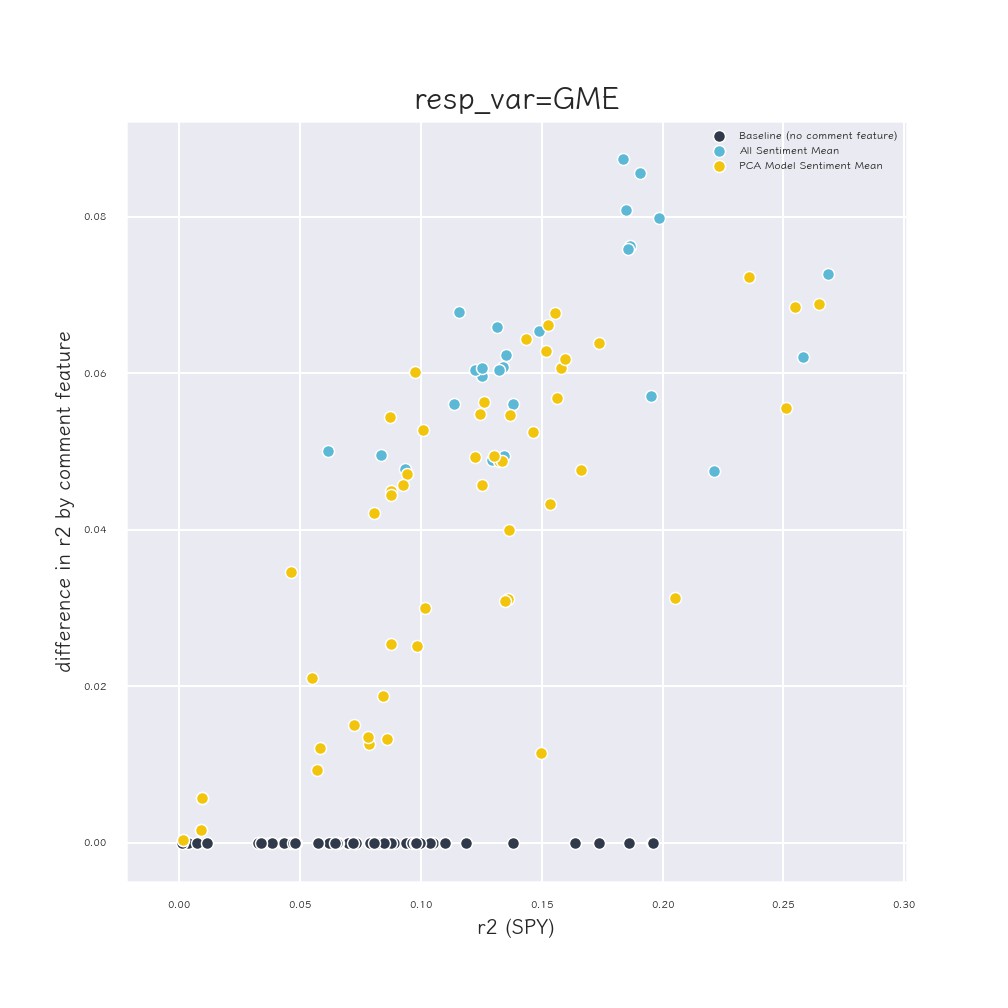 resp_var=GME
Baseline (no comment feature)
All Sentiment Mean
PCA Model Sentiment Mean
difference in r2 by comment feature
0.08
0.06
0.04
0.02
0.00
0.00 0.05 0.10 0.15 0.20 0.25 0.30
r2 (SPY)